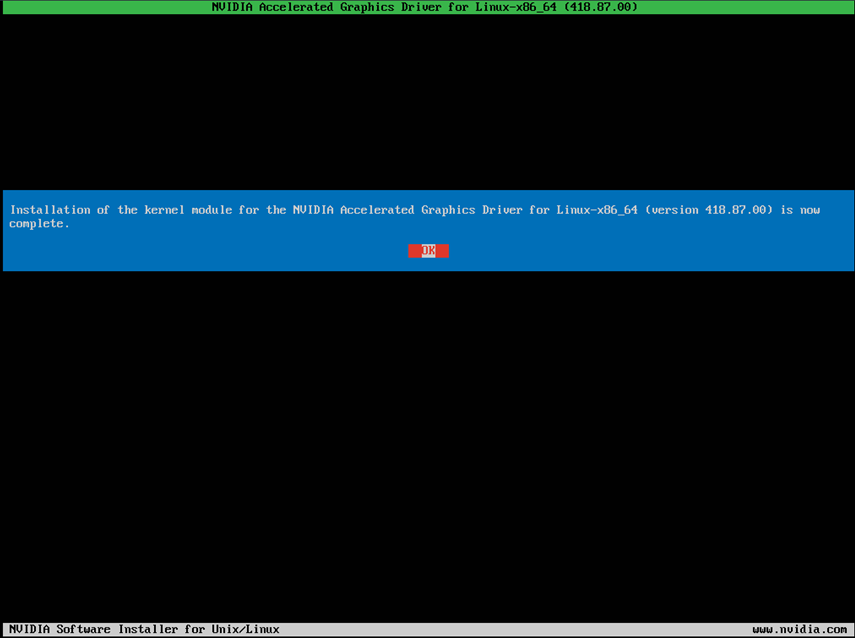 NVIDIA Accelerated Graphics Driver for Linux-x86_64 (418.87.00)
Installation of the kernel module for the NVIDIA Accelerated Graphics Driver for Linux-x86_64 (version 418.87.00) is now
complete.
OK
NVIDIA Software Installer for Unix/Linux www.nvidia.com